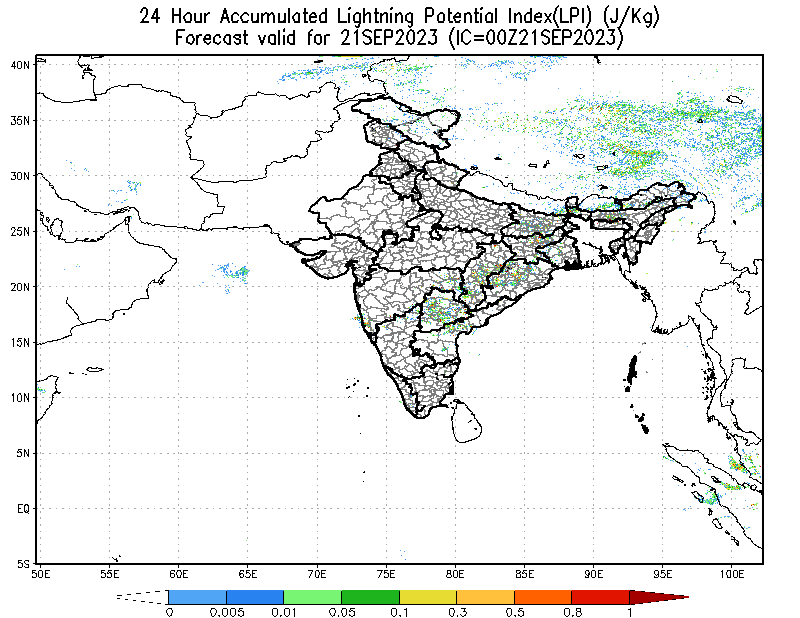 24 Hour Accumulated Lightning Potential Index(LPI) (J/Kg)
Forecast valid for 21SEP2023 (IC=00Z21SEP2023)
40N
35N
30N
25N
20N
15N
10N
5N
EQ
5S
50E 55E 60E 65E 70E 75E 80E 85E 90E 95E 100E
0 0.005 0.01 0.05 0.1 0.3 0.5 0.8 1